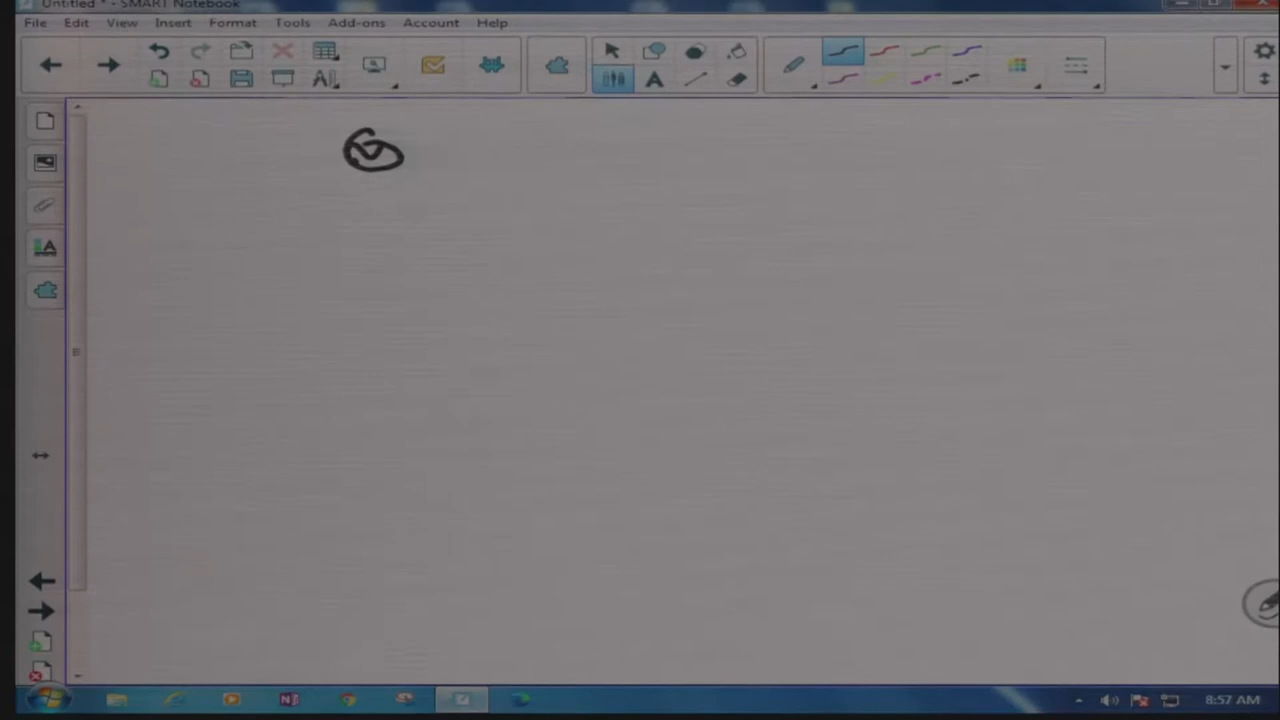 Untitled * - SMART Notebook
File Edit View Insert Format Tools Add-ons Account Help
8:57 AM